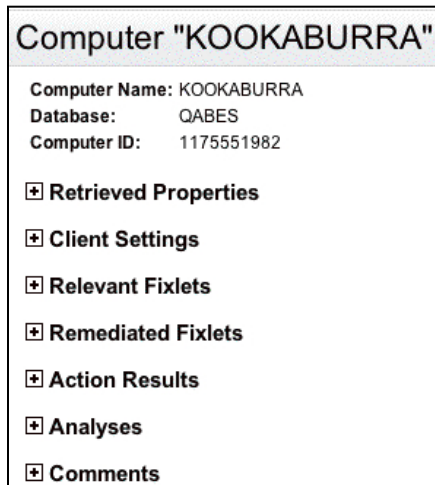 Computer "KOOKABURRA"
Computer Name: KOOKABURRA
Database: QABES
Computer ID: 1175551982
Retrieved Properties
Client Settings
Relevant Fixlets
Remediated Fixlets
Action Results
Analyses
Comments